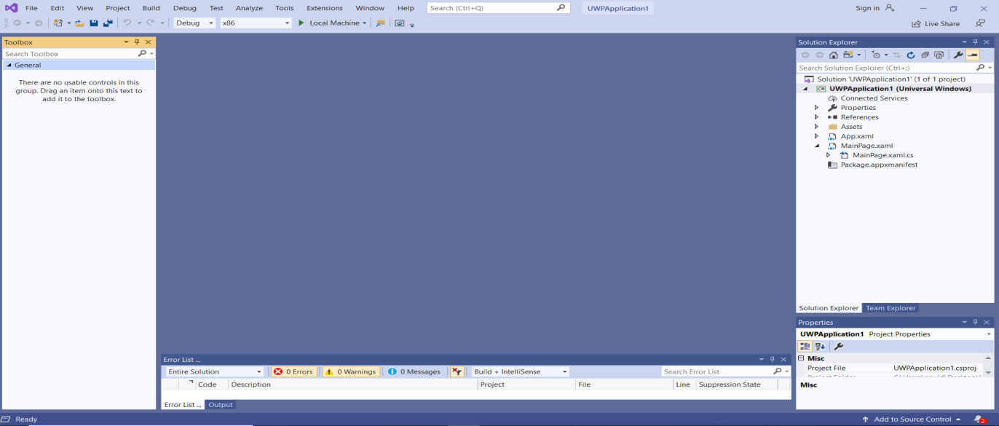 File Edit View Project Build Debug Test Analyze Tools Extensions Window Help Search (Ctrl+Q) UWPApplication1 Sign in
Debug x86 Local Machine Live Share
Toolbox
Search Toolbox
General
There are no usable controls in this
group. Drag an item onto this text to
add it to the toolbox.
Solution Explorer
Search Solution Explorer (Ctrl+;)
Solution 'UWPApplication1' (1 of 1 project)
UWPApplication1 (Universal Windows)
Connected Services
Properties
References
Assets
App.xaml
MainPage.xaml
MainPage.xaml.cs
Package.appxmanifest
Solution Explorer Team Explorer
Properties
UWPApplication1 Project Properties
Misc
Project File UWPApplication1.csproj
Project Folder
Misc
Error List ...
Entire Solution 0 Errors 0 Warnings 0 Messages Build + IntelliSense Search Error List
Code Description Project File Line Suppression State
Error List ... Output
Ready Add to Source Control 2